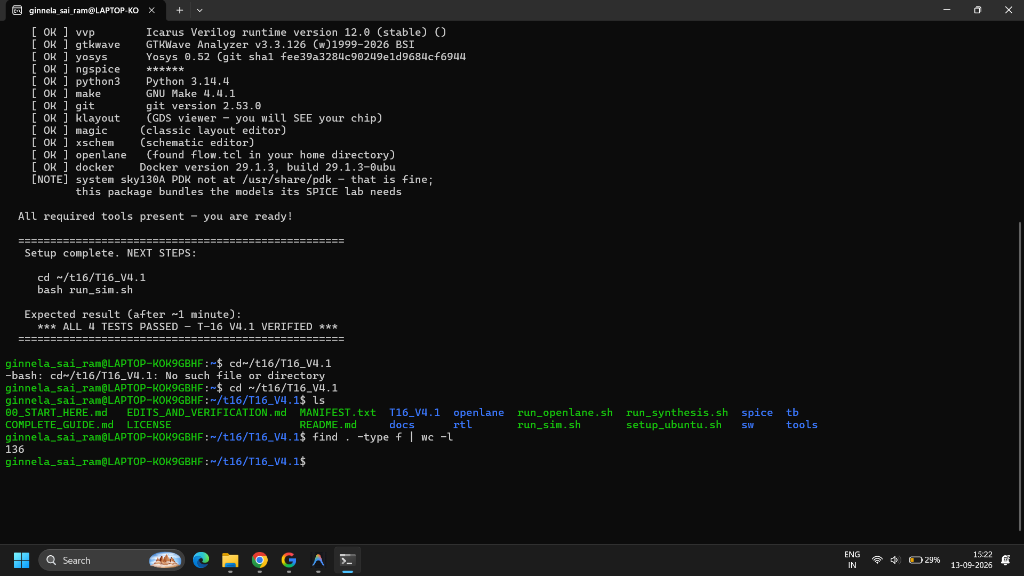 ginnela_sai_ram@LAPTOP-KO
[ OK ] vvp Icarus Verilog runtime version 12.0 (stable) ()
[ OK ] gtkwave GTKWave Analyzer v3.3.126 (w)1999-2026 BSI
[ OK ] yosys Yosys 0.52 (git sha1 fee39a3284c90249e1d9684cf6944
[ OK ] ngspice ******
[ OK ] python3 Python 3.14.4
[ OK ] make GNU Make 4.4.1
[ OK ] git git version 2.53.0
[ OK ] klayout (GDS viewer — you will SEE your chip)
[ OK ] magic (classic layout editor)
[ OK ] xschem (schematic editor)
[ OK ] openlane (found flow.tcl in your home directory)
[ OK ] docker Docker version 29.1.3, build 29.1.3-0ubu
[NOTE] system sky130A PDK not at /usr/share/pdk — that is fine;
this package bundles the models its SPICE lab needs
All required tools present — you are ready!
==================================================
Setup complete. NEXT STEPS:
cd ~/t16/T16_V4.1
bash run_sim.sh
Expected result (after ~1 minute):
*** ALL 4 TESTS PASSED — T-16 V4.1 VERIFIED ***
==================================================
ginnela_sai_ram@LAPTOP-KOK9GBHF:~$ cd~/t16/T16_V4.1
-bash: cd~/t16/T16_V4.1: No such file or directory
ginnela_sai_ram@LAPTOP-KOK9GBHF:~$ cd ~/t16/T16_V4.1
ginnela_sai_ram@LAPTOP-KOK9GBHF:~/t16/T16_V4.1$ ls
00_START_HERE.md EDITS_AND_VERIFICATION.md MANIFEST.txt T16_V4.1 openlane run_openlane.sh run_synthesis.sh spice tb
COMPLETE_GUIDE.md LICENSE README.md docs rtl run_sim.sh setup_ubuntu.sh sw tools
ginnela_sai_ram@LAPTOP-KOK9GBHF:~/t16/T16_V4.1$ find . -type f | wc -l
136
ginnela_sai_ram@LAPTOP-KOK9GBHF:~/t16/T16_V4.1$
Search
ENG
IN
29%
15:22
13-09-2026